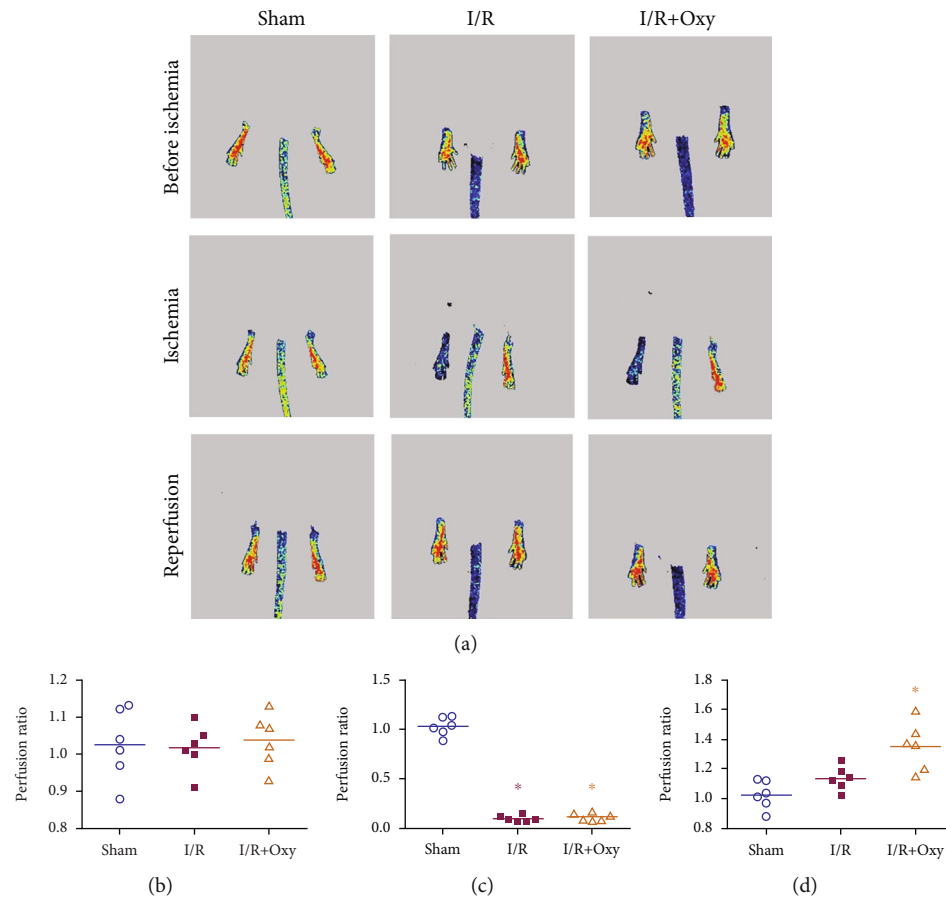 Sham I/R I/R+Oxy
Before ischemia
Ischemia
Reperfusion
(a)
1.2
1.1
1.0
0.9
0.8
Perfusion ratio
Sham I/R I/R+Oxy
(b)
1.5
1.0
0.5
0.0
Perfusion ratio
* *
Sham I/R I/R+Oxy
(c)
1.8
1.6
1.4
1.2
1.0
0.8
Perfusion ratio
*
Sham I/R I/R+Oxy
(d)